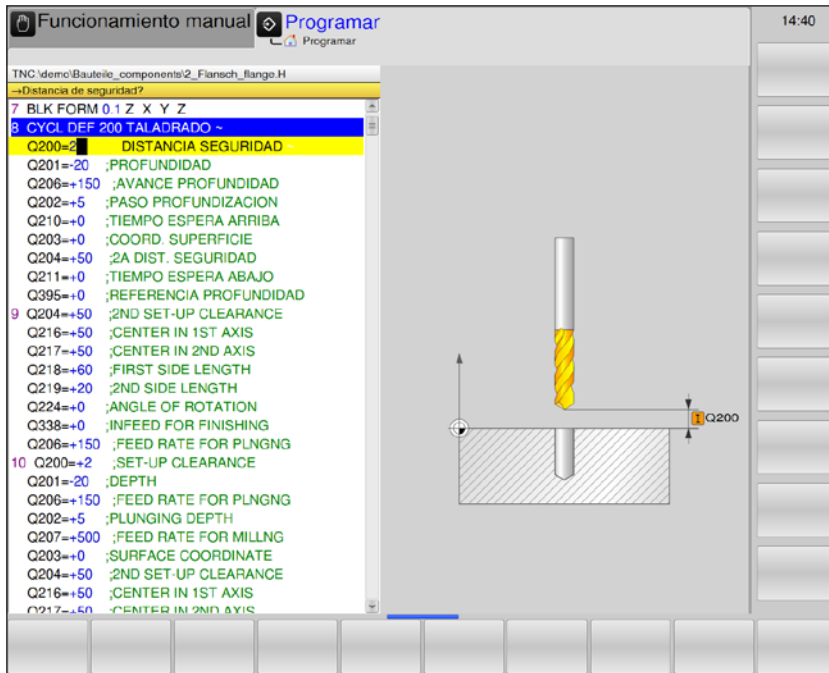 Funcionamiento manual
Programar
Programar
14:40
TNC:\demo\Bauteile_components\2_Flansch_flange.H
→Distancia de seguridad?
7 BLK FORM 0.1 Z X Y Z
8 CYCL DEF 200 TALADRADO ~
Q200=2 DISTANCIA SEGURIDAD ~
Q201=-20 ;PROFUNDIDAD
Q206=+150 ;AVANCE PROFUNDIDAD
Q202=+5 ;PASO PROFUNDIZACION
Q210=+0 ;TIEMPO ESPERA ARRIBA
Q203=+0 ;COORD. SUPERFICIE
Q204=+50 ;2A DIST. SEGURIDAD
Q211=+0 ;TIEMPO ESPERA ABAJO
Q395=+0 ;REFERENCIA PROFUNDIDAD
9 Q204=+50 ;2ND SET-UP CLEARANCE
Q216=+50 ;CENTER IN 1ST AXIS
Q217=+50 ;CENTER IN 2ND AXIS
Q218=+60 ;FIRST SIDE LENGTH
Q219=+20 ;2ND SIDE LENGTH
Q224=+0 ;ANGLE OF ROTATION
Q338=+0 ;INFEED FOR FINISHING
Q206=+150 ;FEED RATE FOR PLNGNG
10 Q200=+2 ;SET-UP CLEARANCE
Q201=-20 ;DEPTH
Q206=+150 ;FEED RATE FOR PLNGNG
Q202=+5 ;PLUNGING DEPTH
Q207=+500 ;FEED RATE FOR MILLNG
Q203=+0 ;SURFACE COORDINATE
Q204=+50 ;2ND SET-UP CLEARANCE
Q216=+50 ;CENTER IN 1ST AXIS
Q217=+50 ;CENTER IN 2ND AXIS
Q200